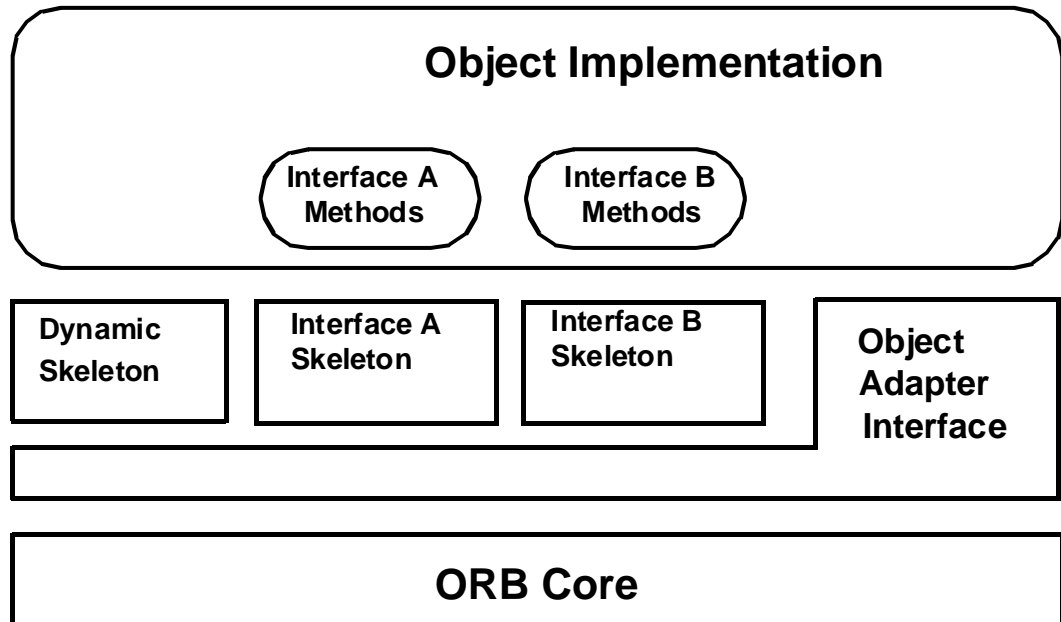 Object Implementation
Interface A
Methods
Interface B
Methods
Dynamic
Skeleton
Interface A
Skeleton
Interface B
Skeleton
Object
Adapter
Interface
ORB Core